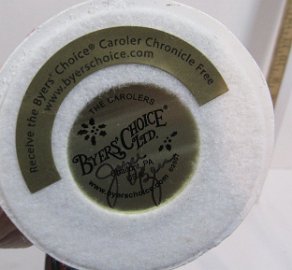 Receive the Byers' Choice® Caroler Chronicle Free
www.byerschoice.com
THE CAROLERS
BYERS' CHOICE®
LTD.
PA
www.byerschoice.com